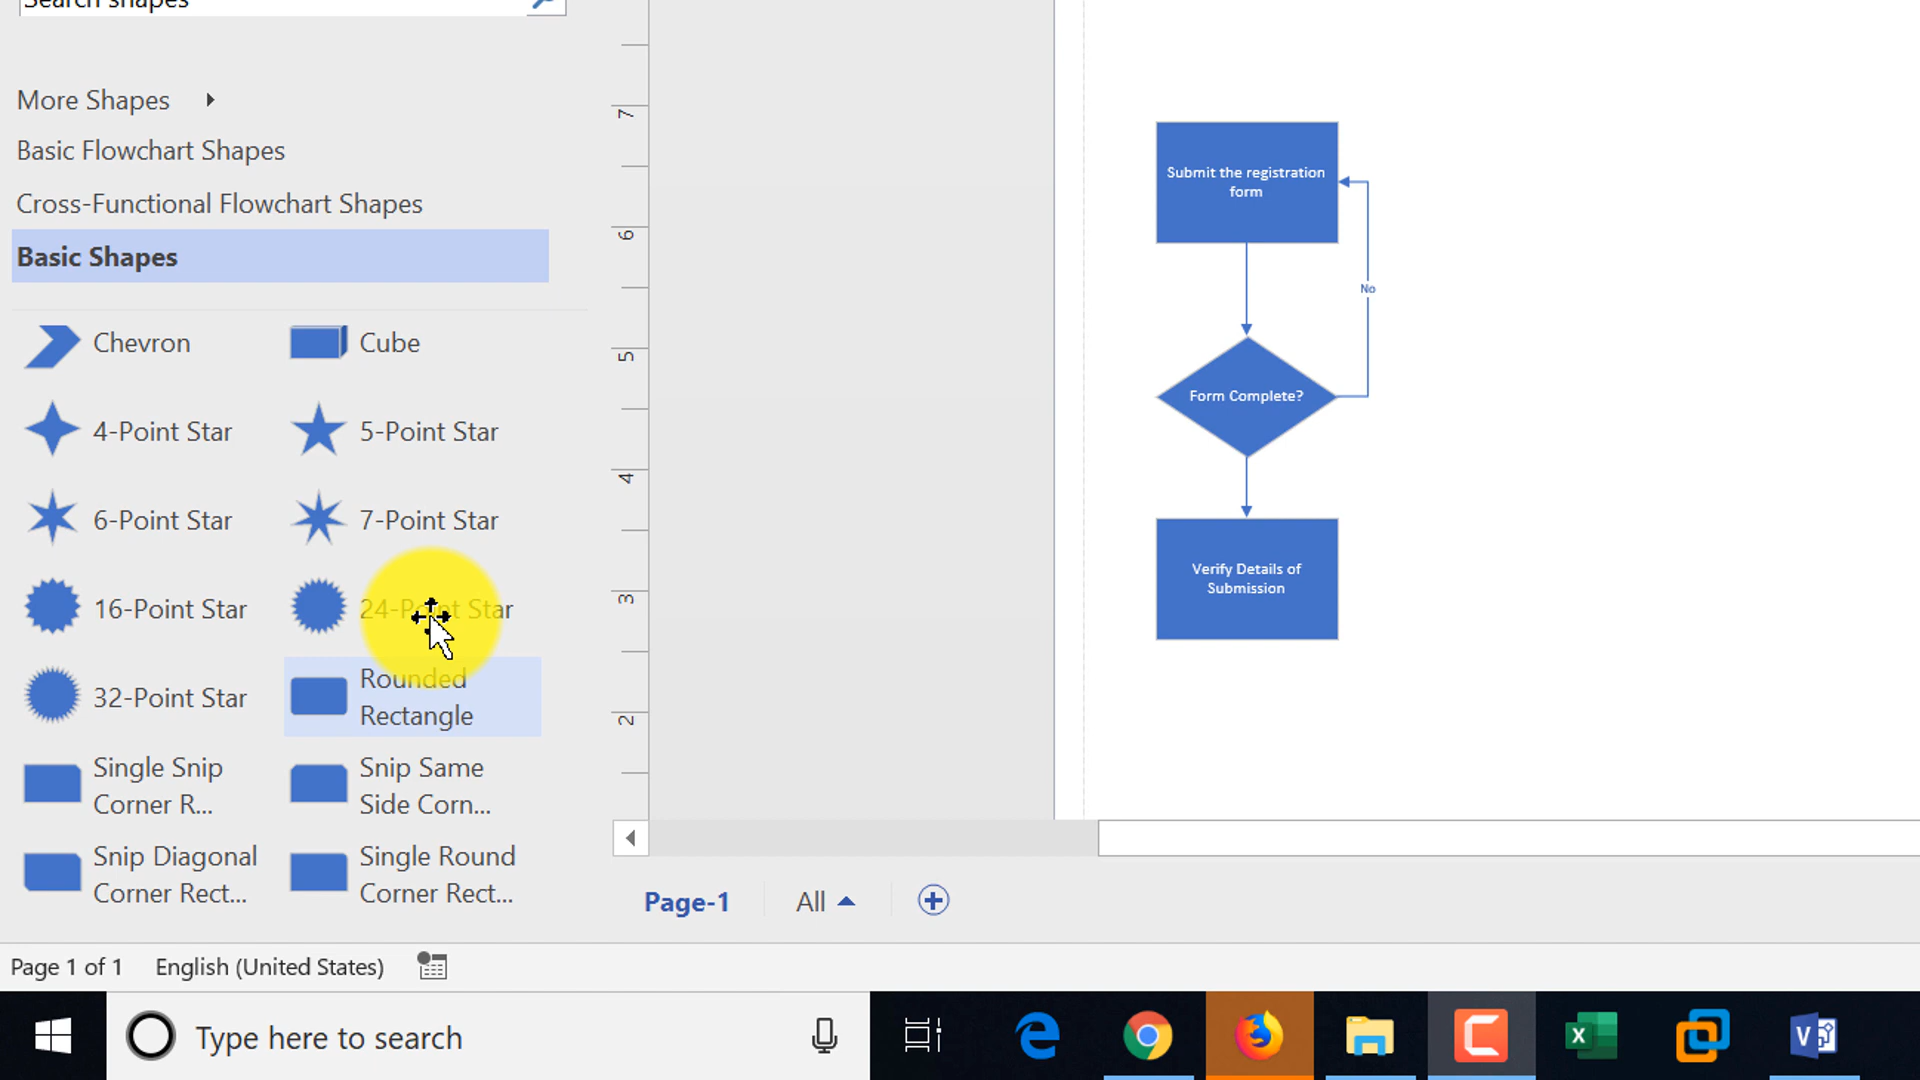 Search shapes
More Shapes
Basic Flowchart Shapes
Cross-Functional Flowchart Shapes
Basic Shapes
Chevron
Cube
4-Point Star
5-Point Star
6-Point Star
7-Point Star
16-Point Star
24-Point Star
32-Point Star
Rounded
Rectangle
Single Snip
Corner R...
Snip Same
Side Corn...
Snip Diagonal
Corner Rect...
Single Round
Corner Rect...
7
6
5
4
3
2
Submit the registration
form
No
Form Complete?
Verify Details of
Submission
Page-1
All
Page 1 of 1
English (United States)
Type here to search